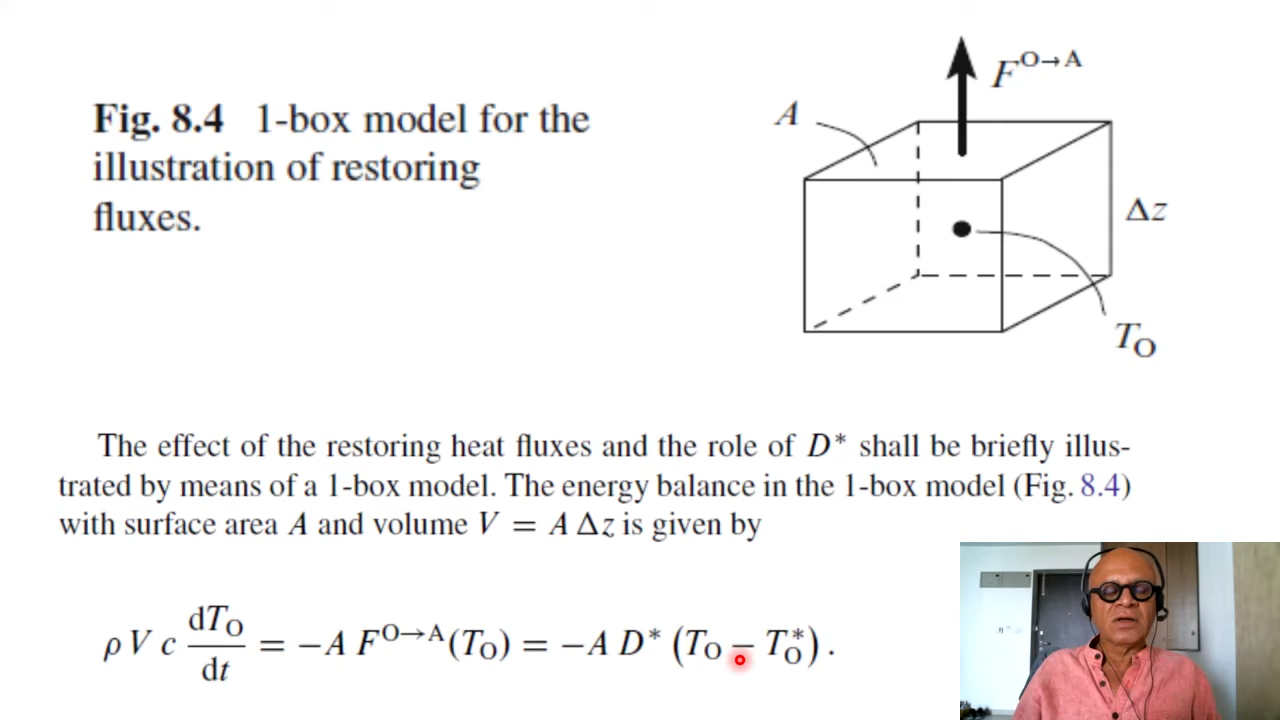 Fig. 8.4 1-box model for the
illustration of restoring
fluxes.
F^{O→A}
A
Δz
T_O
The effect of the restoring heat fluxes and the role of D* shall be briefly illus-
trated by means of a 1-box model. The energy balance in the 1-box model (Fig. 8.4)
with surface area A and volume V = A Δz is given by
ρ V c dT_O/dt = −A F^{O→A}(T_O) = −A D* (T_O − T_O^*) .